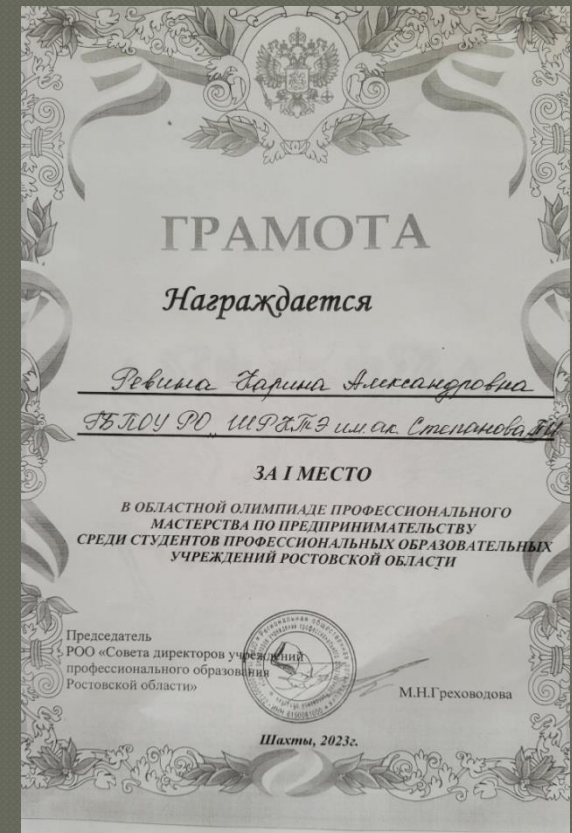 ГРАМОТА
Награждается
Ревина Карина Александровна
ГБПОУ РО „ШРКТЭ им. ак. Степанова П.И
ЗА I МЕСТО
В ОБЛАСТНОЙ ОЛИМПИАДЕ ПРОФЕССИОНАЛЬНОГО
МАСТЕРСТВА ПО ПРЕДПРИНИМАТЕЛЬСТВУ
СРЕДИ СТУДЕНТОВ ПРОФЕССИОНАЛЬНЫХ ОБРАЗОВАТЕЛЬНЫХ
УЧРЕЖДЕНИЙ РОСТОВСКОЙ ОБЛАСТИ
Председатель
РОО «Совета директоров учреждений
профессионального образования
Ростовской области»
М.Н.Греховодова
Шахты, 2023г.